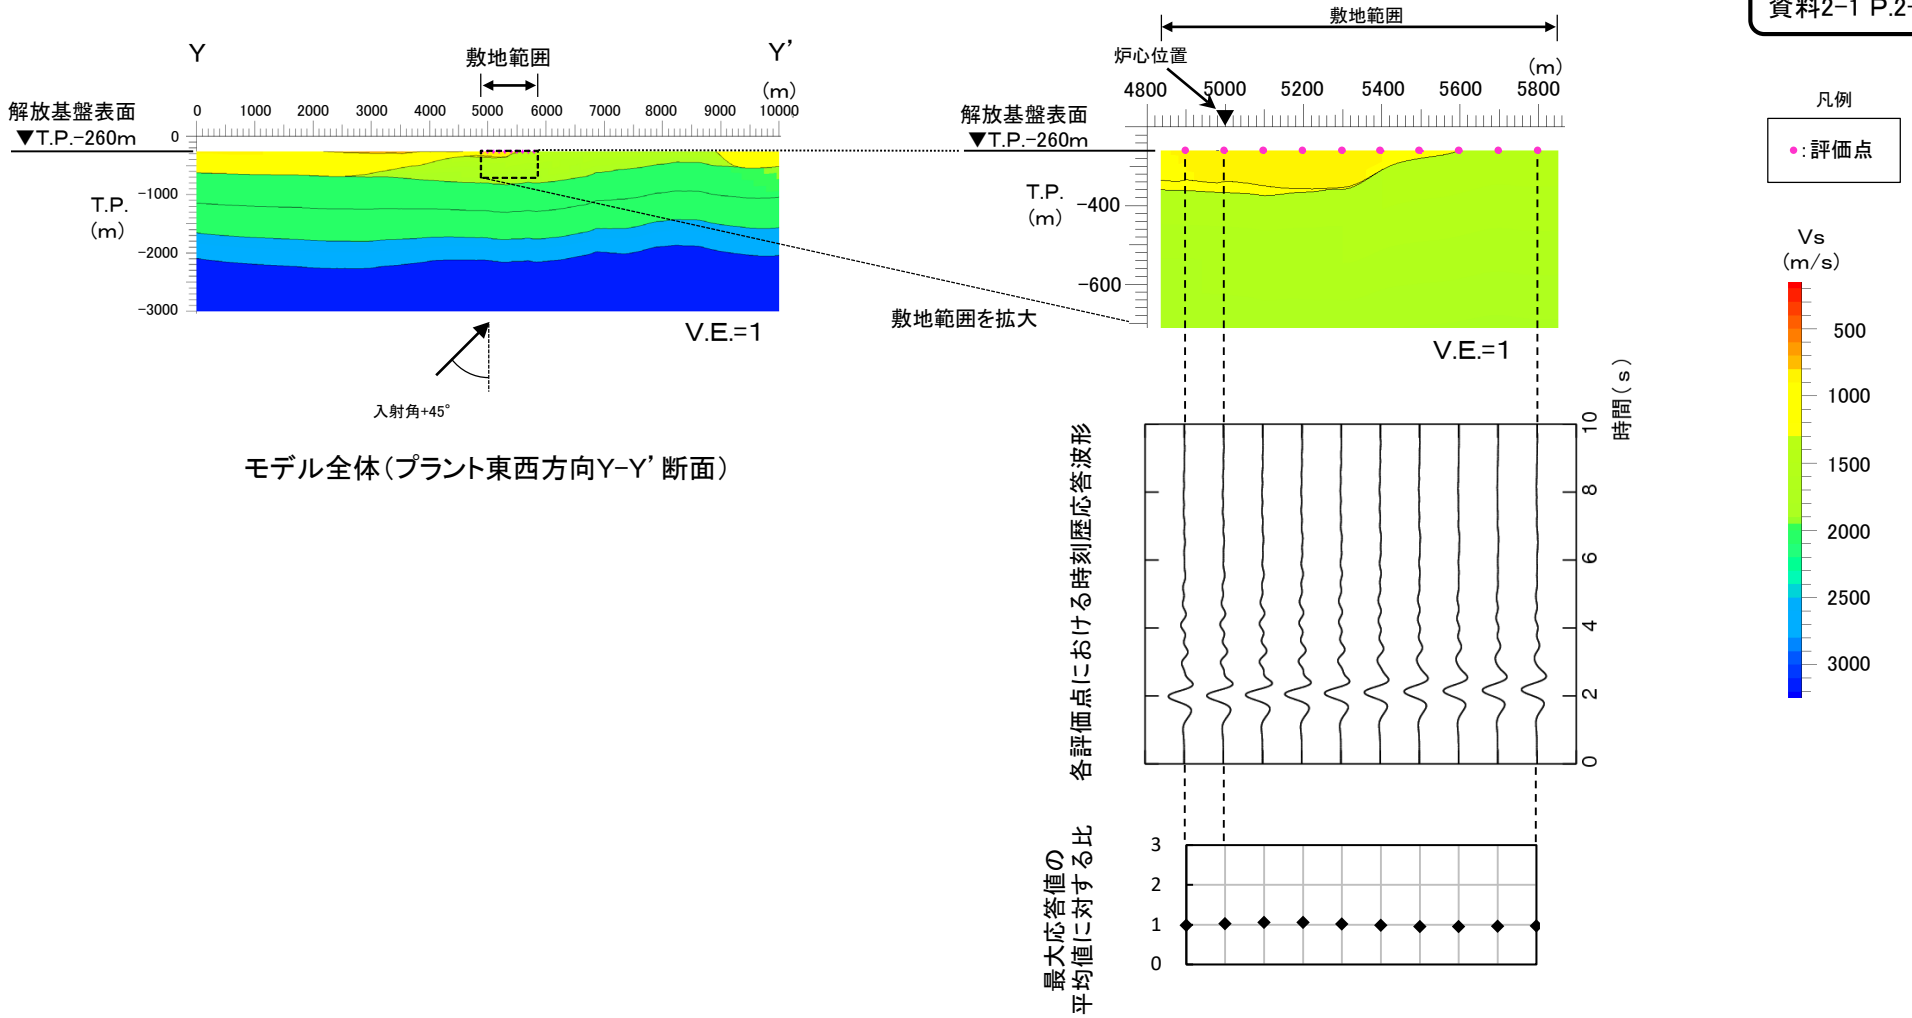 資料2-1 P.2-
Y
敷地範囲
Y'
(m)
0 1000 2000 3000 4000 5000 6000 7000 8000 9000 10000
解放基盤表面
▼T.P.-260m
0
-1000
-2000
-3000
T.P.
(m)
V.E.=1
入射角+45°
モデル全体(プラント東西方向Y-Y' 断面)
敷地範囲を拡大
敷地範囲
炉心位置
(m)
4800 5000 5200 5400 5600 5800
解放基盤表面
▼T.P.-260m
T.P.
(m)
-400
-600
V.E.=1
各評価点における時刻歴応答波形
0 2 4 6 8 10
時間(s)
最大応答値の
平均値に対する比
3
2
1
0
凡例
●:評価点
Vs
(m/s)
500
1000
1500
2000
2500
3000